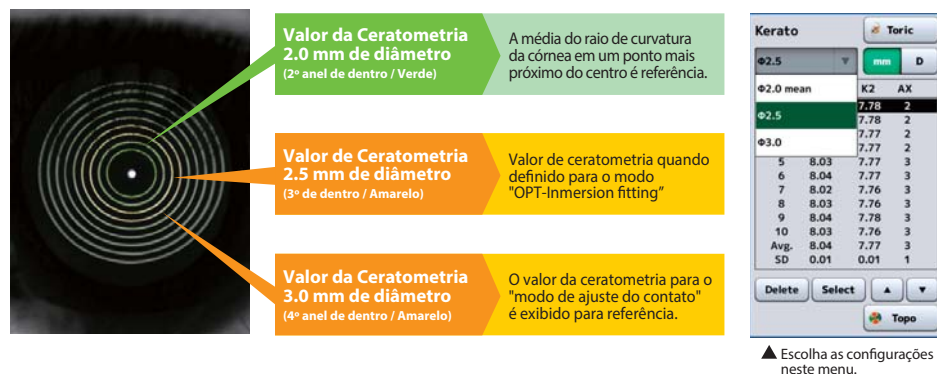 Valor da Ceratometria
2.0 mm de diâmetro
(2º anel de dentro / Verde)
A média do raio de curvatura
da córnea em um ponto mais
próximo do centro é referência.
Valor de Ceratometria
2.5 mm de diâmetro
(3º de dentro / Amarelo)
Valor de ceratometria quando
definido para o modo
"OPT-Inmersion fitting”
Valor da Ceratometria
3.0 mm de diâmetro
(4º anel de dentro / Amarelo)
O valor da ceratometria para o
"modo de ajuste do contato"
é exibido para referência.
Kerato Toric
Φ2.5 ▼ mm D
Φ2.0 mean K2 AX
7.78 2
Φ2.5 7.78 2
7.77 2
Φ3.0 7.77 2
5 8.03 7.77 3
6 8.04 7.77 3
7 8.02 7.76 3
8 8.03 7.76 3
9 8.04 7.78 3
10 8.03 7.76 3
Avg. 8.04 7.77 3
SD 0.01 0.01 1
Delete Select ▲ ▼
Topo
▲ Escolha as configurações
neste menu.